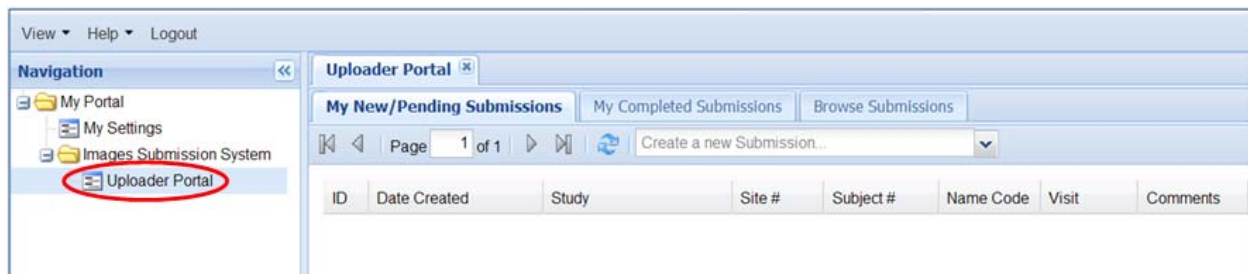 View Help Logout
Navigation
My Portal
My Settings
Images Submission System
Uploader Portal
Uploader Portal
My New/Pending Submissions My Completed Submissions Browse Submissions
Page 1 of 1 Create a new Submission...
ID Date Created Study Site # Subject # Name Code Visit Comments